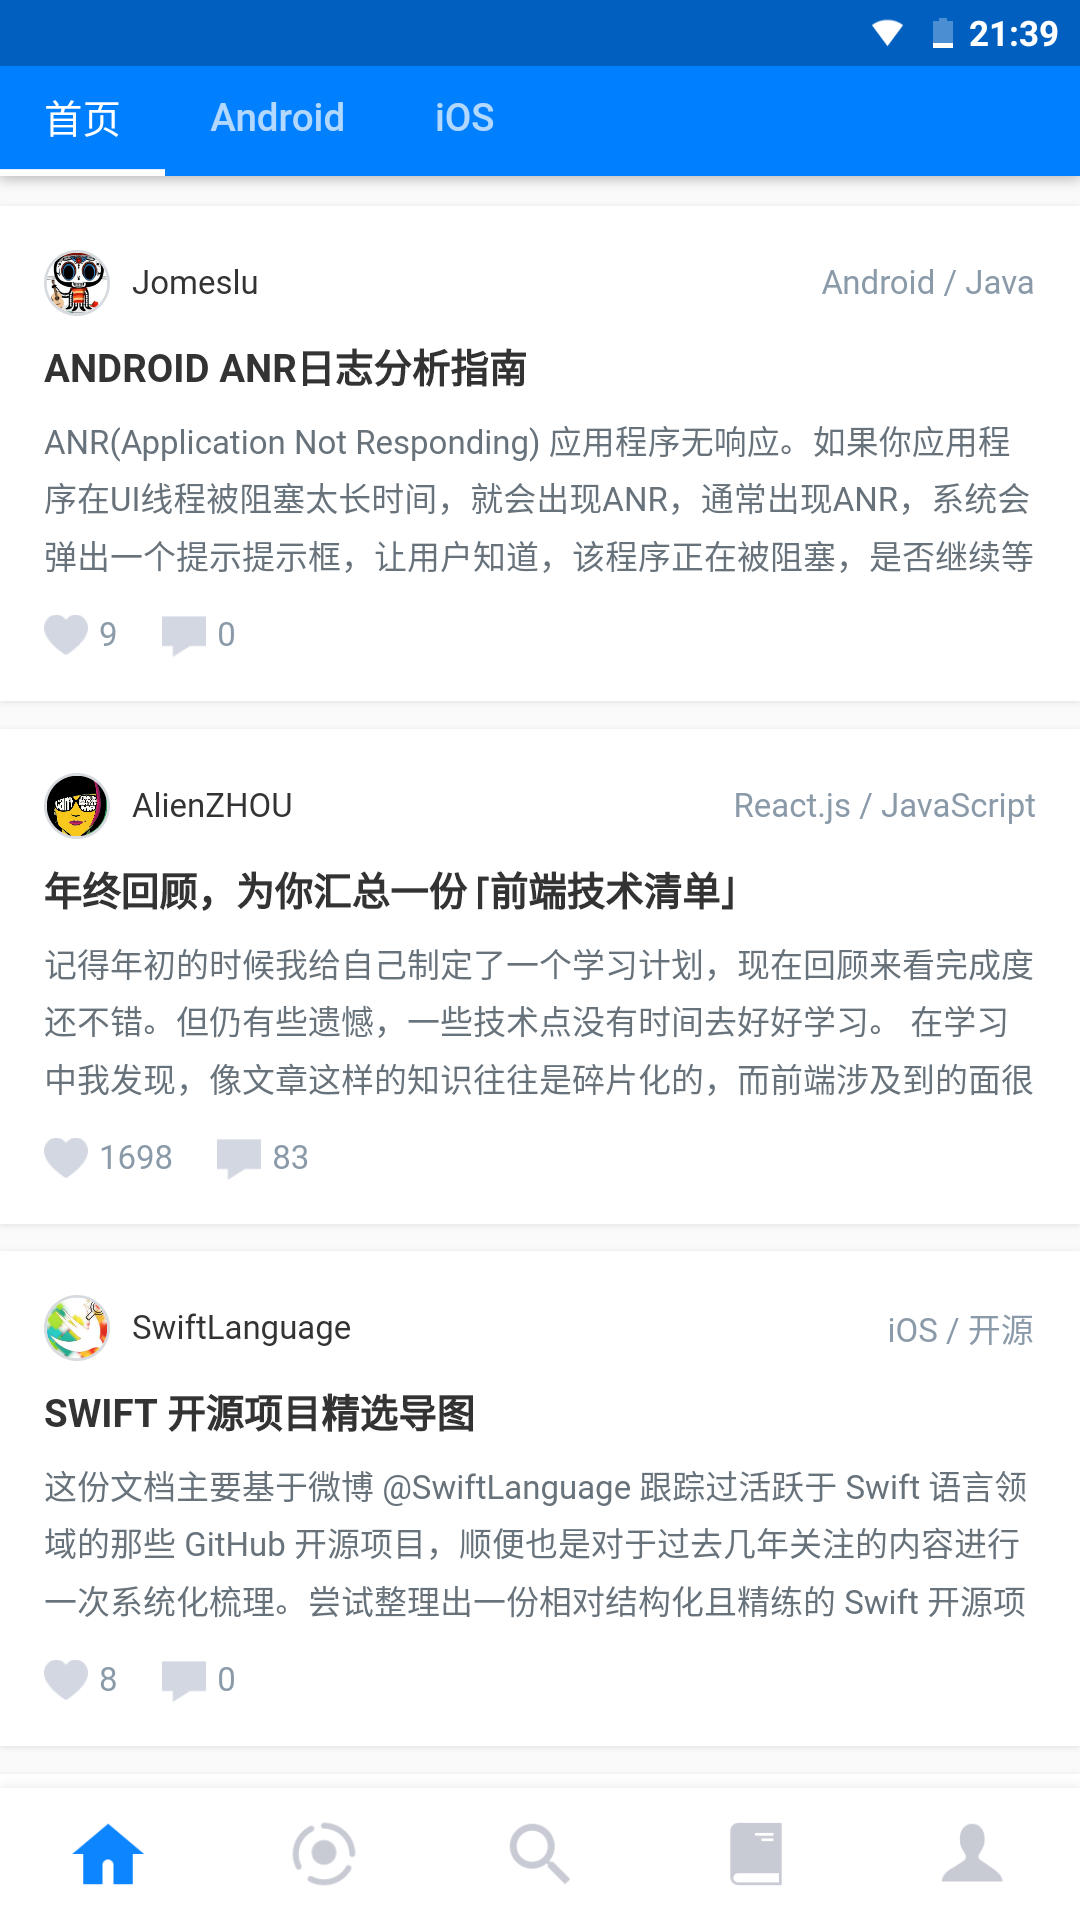 21:39
首页 Android iOS
Jomeslu Android / Java
ANDROID ANR日志分析指南
ANR(Application Not Responding) 应用程序无响应。如果你应用程
序在UI线程被阻塞太长时间，就会出现ANR，通常出现ANR，系统会
弹出一个提示提示框，让用户知道，该程序正在被阻塞，是否继续等
9 0
AlienZHOU React.js / JavaScript
年终回顾，为你汇总一份「前端技术清单」
记得年初的时候我给自己制定了一个学习计划，现在回顾来看完成度
还不错。但仍有些遗憾，一些技术点没有时间去好好学习。 在学习
中我发现，像文章这样的知识往往是碎片化的，而前端涉及到的面很
1698 83
SwiftLanguage iOS / 开源
SWIFT 开源项目精选导图
这份文档主要基于微博 @SwiftLanguage 跟踪过活跃于 Swift 语言领
域的那些 GitHub 开源项目，顺便也是对于过去几年关注的内容进行
一次系统化梳理。尝试整理出一份相对结构化且精练的 Swift 开源项
8 0